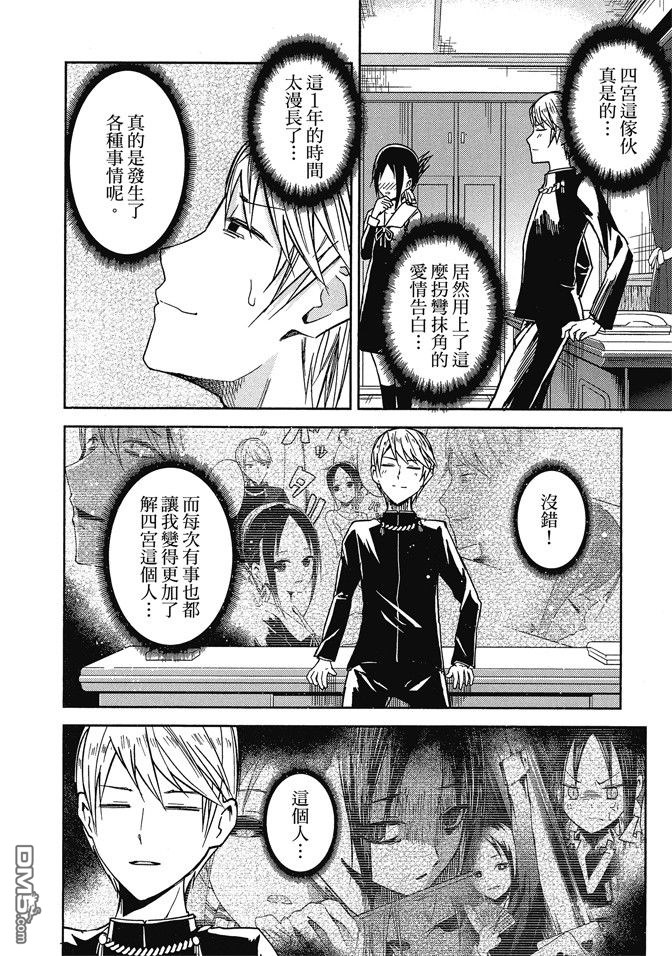 四宮這傢伙
真是的…
居然用上了這
麼拐彎抹角的
愛情告白…
這1年的時間
太漫長了…
真的是發生了
各種事情呢。
沒錯！
バ
タ
ッ
而每次有事也都
讓我變得更加了
解四宮這個人…
這個人…
DM5
.com